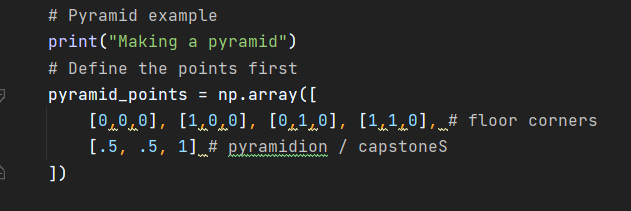 # Pyramid example
print("Making a pyramid")
# Define the points first
pyramid_points = np.array([
    [0,0,0], [1,0,0], [0,1,0], [1,1,0], # floor corners
    [.5, .5, 1] # pyramidion / capstoneS
])